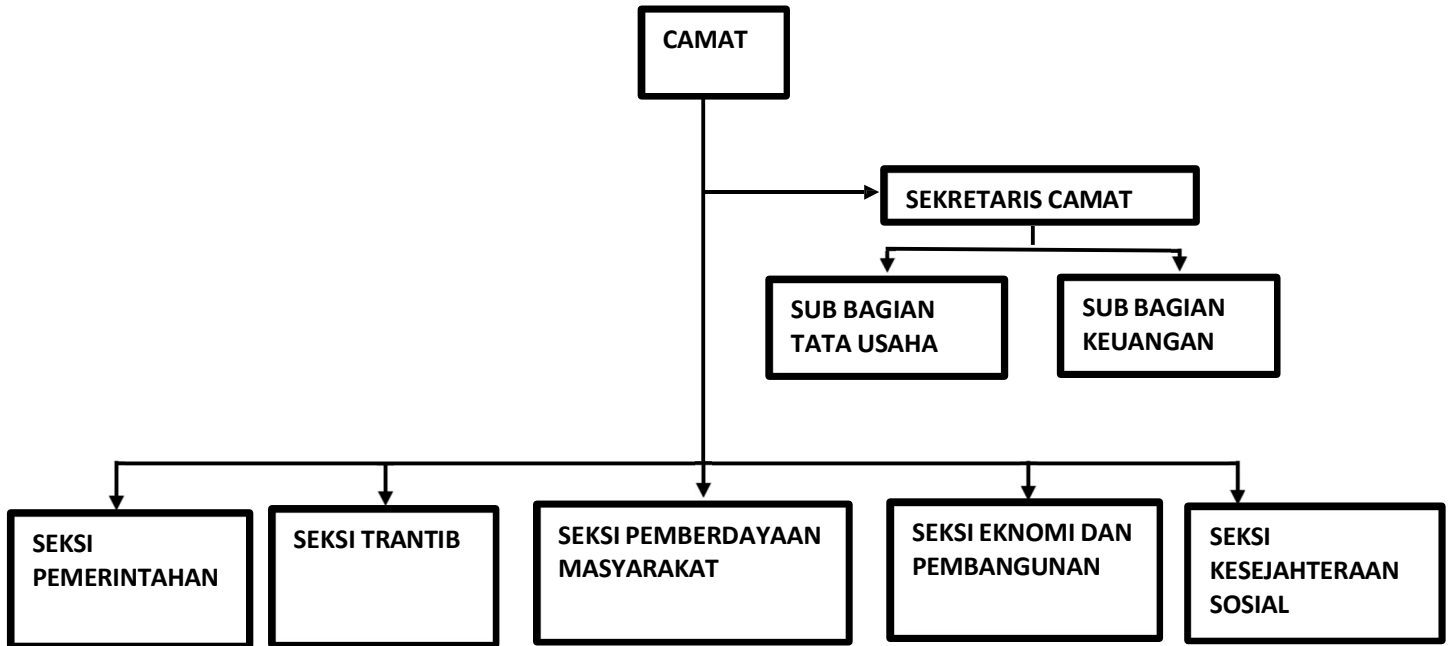 CAMAT
SEKRETARIS CAMAT
SUB BAGIAN
TATA USAHA
SUB BAGIAN
KEUANGAN
SEKSI
PEMERINTAHAN
SEKSI TRANTIB
SEKSI PEMBERDAYAAN
MASYARAKAT
SEKSI EKNOMI DAN
PEMBANGUNAN
SEKSI
KESEJAHTERAAN
SOSIAL